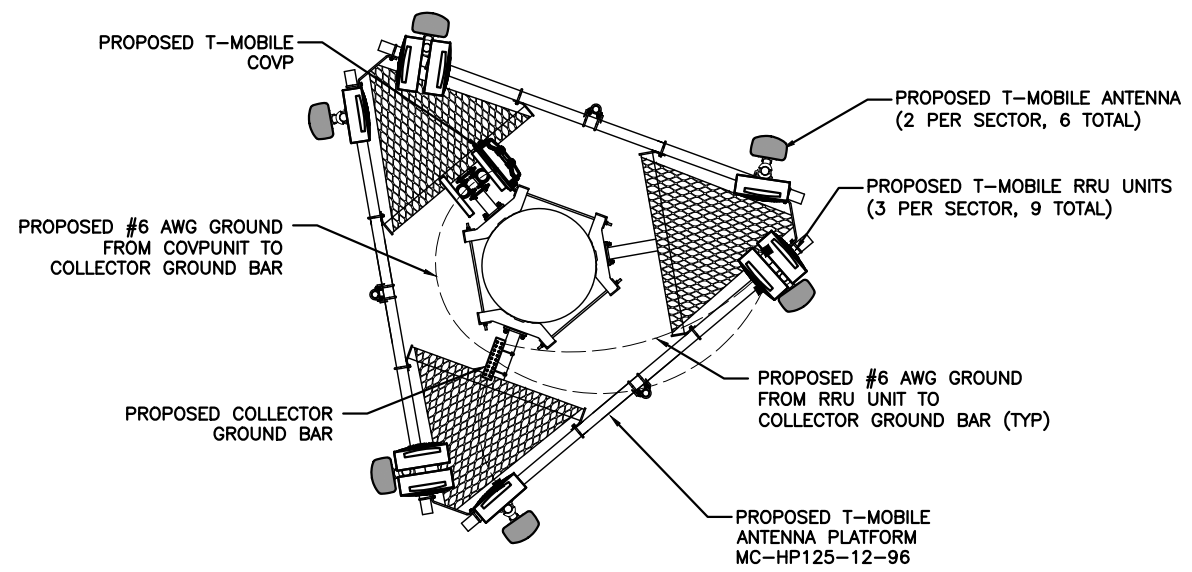 PROPOSED T-MOBILE
COVP
PROPOSED T-MOBILE ANTENNA
(2 PER SECTOR, 6 TOTAL)
PROPOSED T-MOBILE RRU UNITS
(3 PER SECTOR, 9 TOTAL)
PROPOSED #6 AWG GROUND
FROM COVPUNIT TO
COLLECTOR GROUND BAR
PROPOSED #6 AWG GROUND
FROM RRU UNIT TO
COLLECTOR GROUND BAR (TYP)
PROPOSED COLLECTOR
GROUND BAR
PROPOSED T-MOBILE
ANTENNA PLATFORM
MC-HP125-12-96